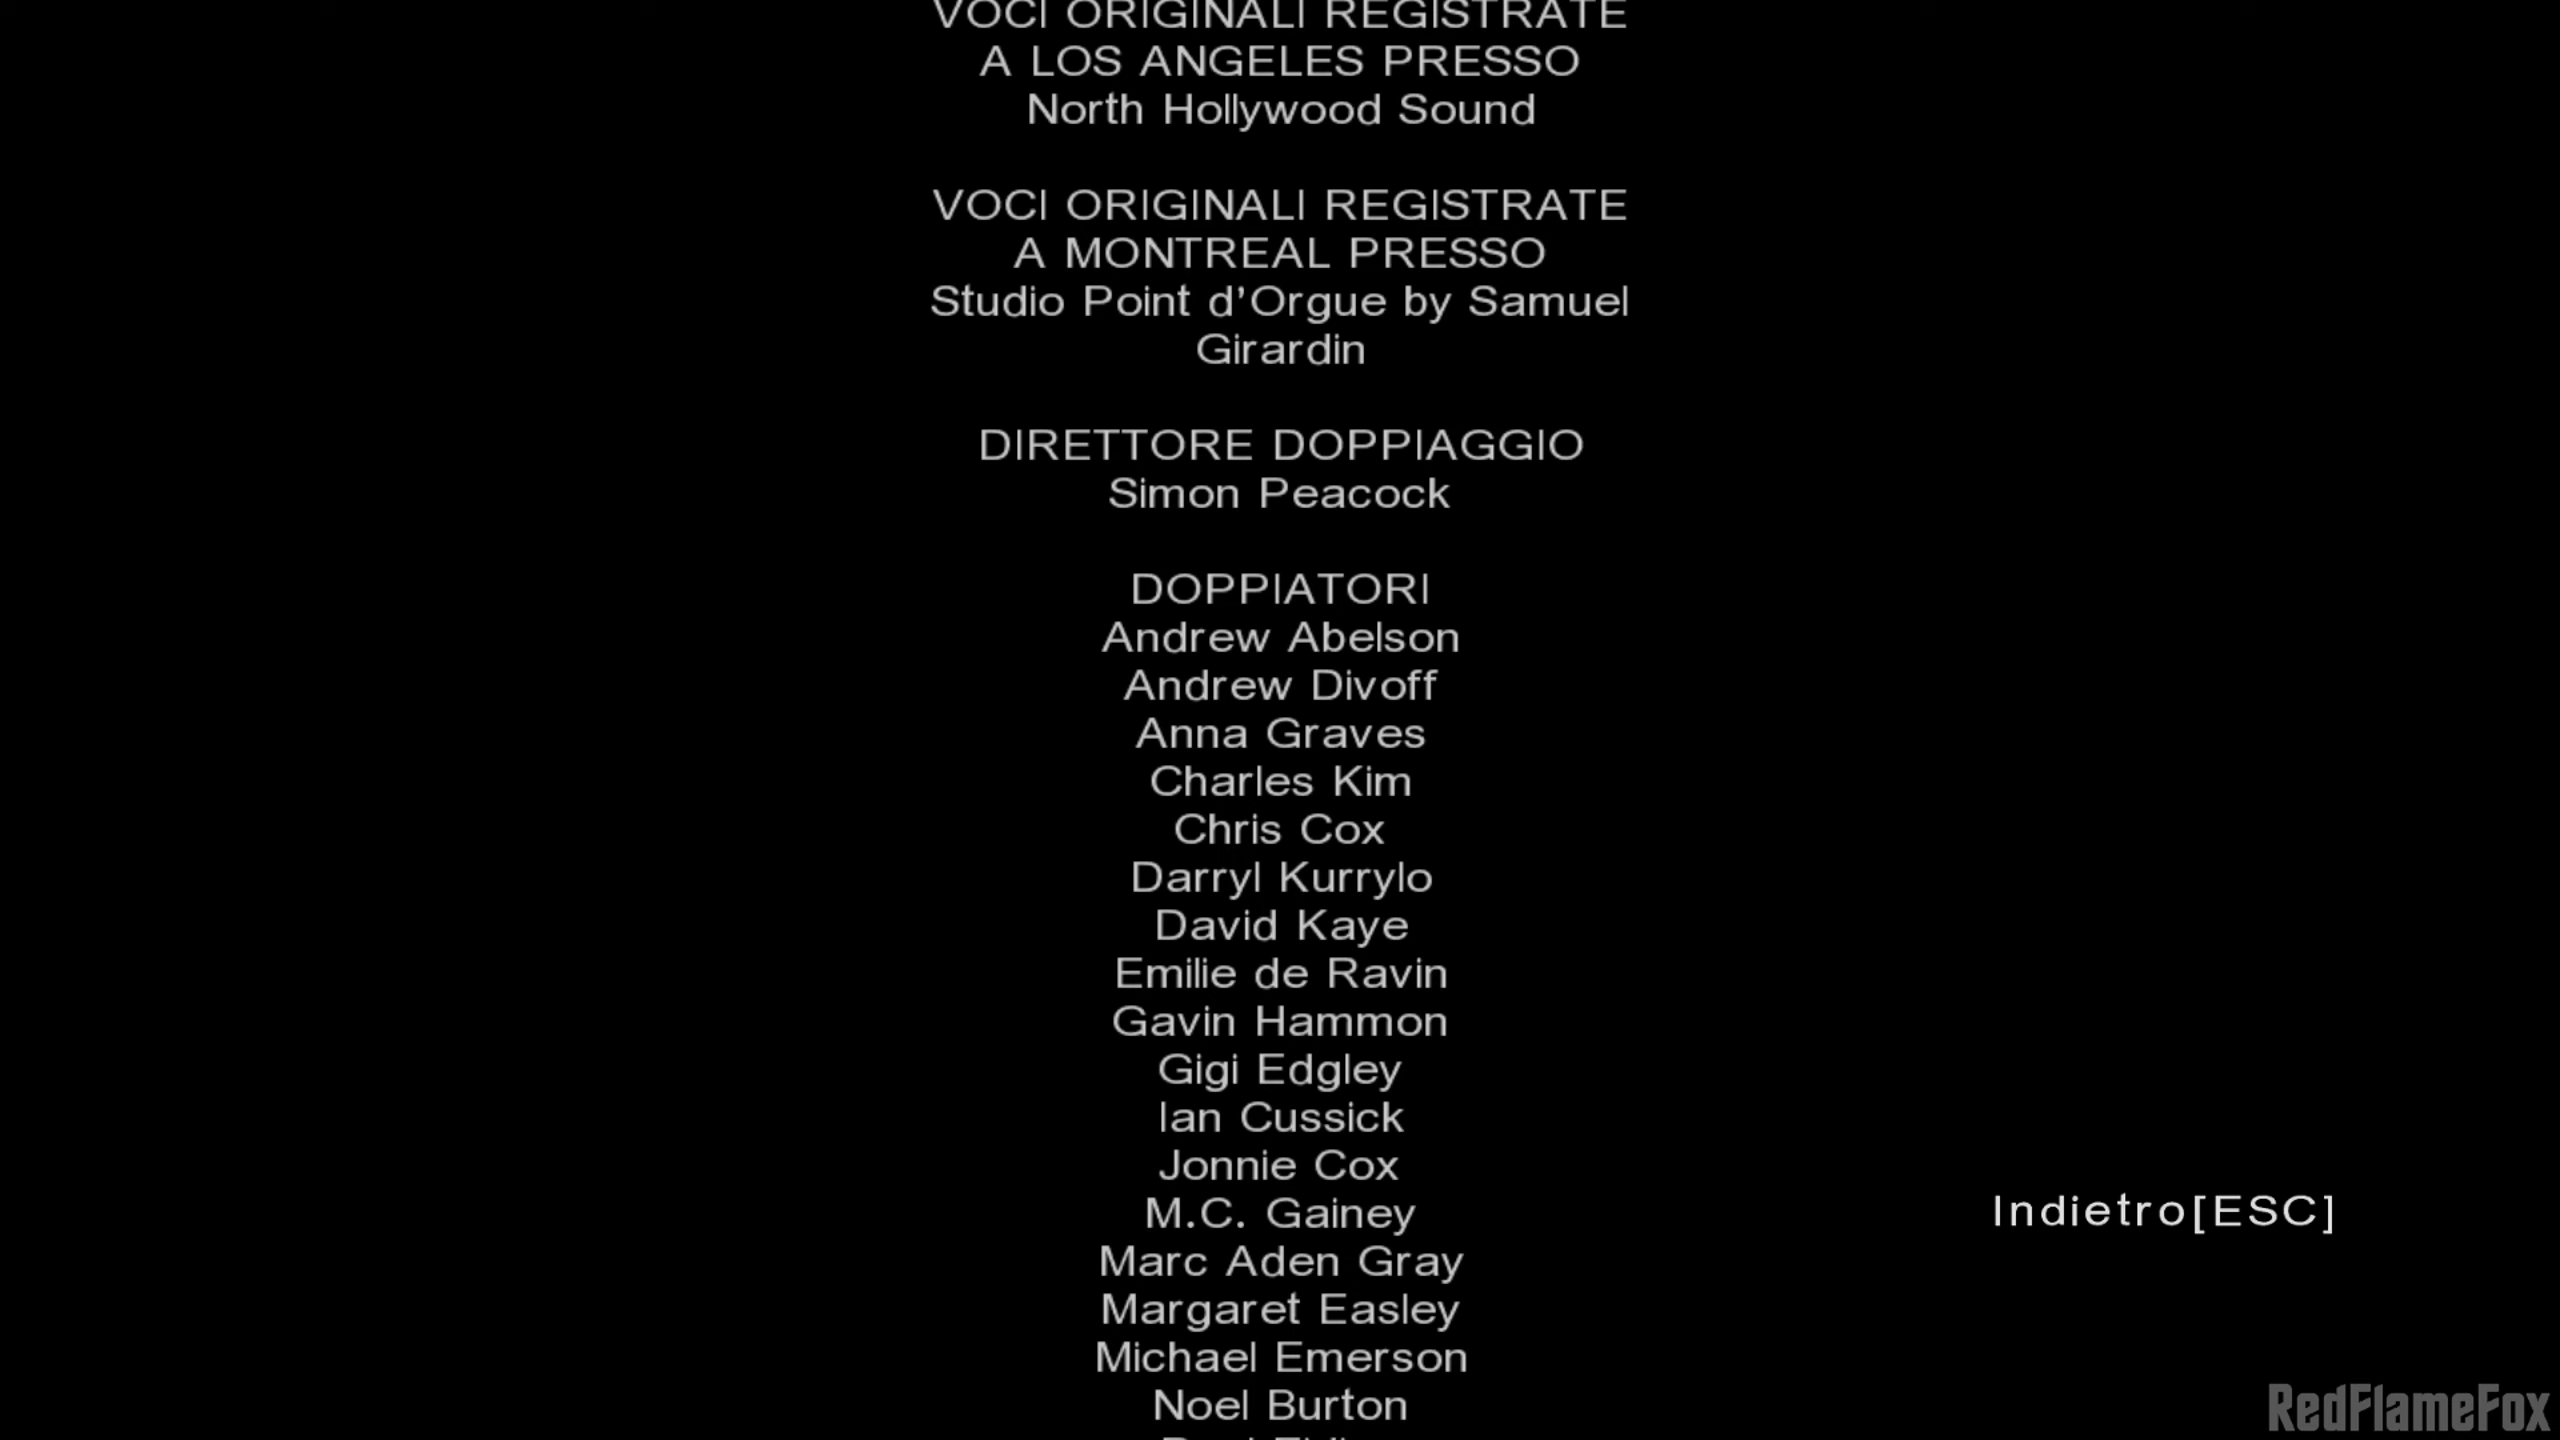 VOCI ORIGINALI REGISTRATE
A LOS ANGELES PRESSO
North Hollywood Sound
VOCI ORIGINALI REGISTRATE
A MONTREAL PRESSO
Studio Point d'Orgue by Samuel
Girardin
DIRETTORE DOPPIAGGIO
Simon Peacock
DOPPIATORI
Andrew Abelson
Andrew Divoff
Anna Graves
Charles Kim
Chris Cox
Darryl Kurrylo
David Kaye
Emilie de Ravin
Gavin Hammon
Gigi Edgley
Ian Cussick
Jonnie Cox
M.C. Gainey
Marc Aden Gray
Margaret Easley
Michael Emerson
Noel Burton
Indietro[ESC]
RedFlameFox